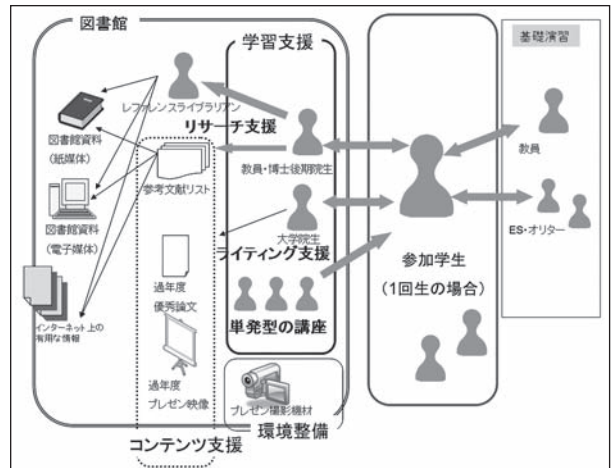 図書館
学習支援
基礎演習
レファレンスライブラリアン
リサーチ支援
図書館資料
(紙媒体)
参考文献リスト
教員・博士後期院生
教員
図書館資料
(電子媒体)
大学院生
ライティング支援
ES・オリター
参加学生
(1回生の場合)
過年度
優秀論文
単発型の講座
インターネット上の
有用な情報
過年度
プレゼン映像
プレゼン撮影機材
環境整備
コンテンツ支援